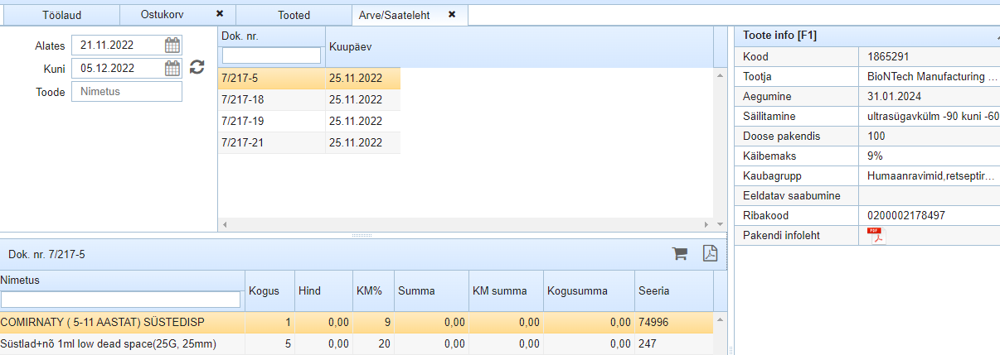 Töölaud Ostukorv Tooted Arve/Saateleht
Alates 21.11.2022
Kuni 05.12.2022
Toode Nimetus
Dok. nr. Kuupäev
7/217-5 25.11.2022
7/217-18 25.11.2022
7/217-19 25.11.2022
7/217-21 25.11.2022
Toote info [F1]
Kood 1865291
Tootja BioNTech Manufacturing ...
Aegumine 31.01.2024
Säilitamine ultrasügavkülm -90 kuni -60
Doose pakendis 100
Käibemaks 9%
Kaubagrupp Humaanravimid,retseptir...
Eeldatav saabumine
Ribakood 0200002178497
Pakendi infoleht PDF
Dok. nr. 7/217-5
Nimetus Kogus Hind KM% Summa KM summa Kogusumma Seeria
COMIRNATY ( 5-11 AASTAT) SÜSTEDISP 1 0,00 9 0,00 0,00 0,00 74996
Süstlad+nõ 1ml low dead space(25G, 25mm) 5 0,00 20 0,00 0,00 0,00 247